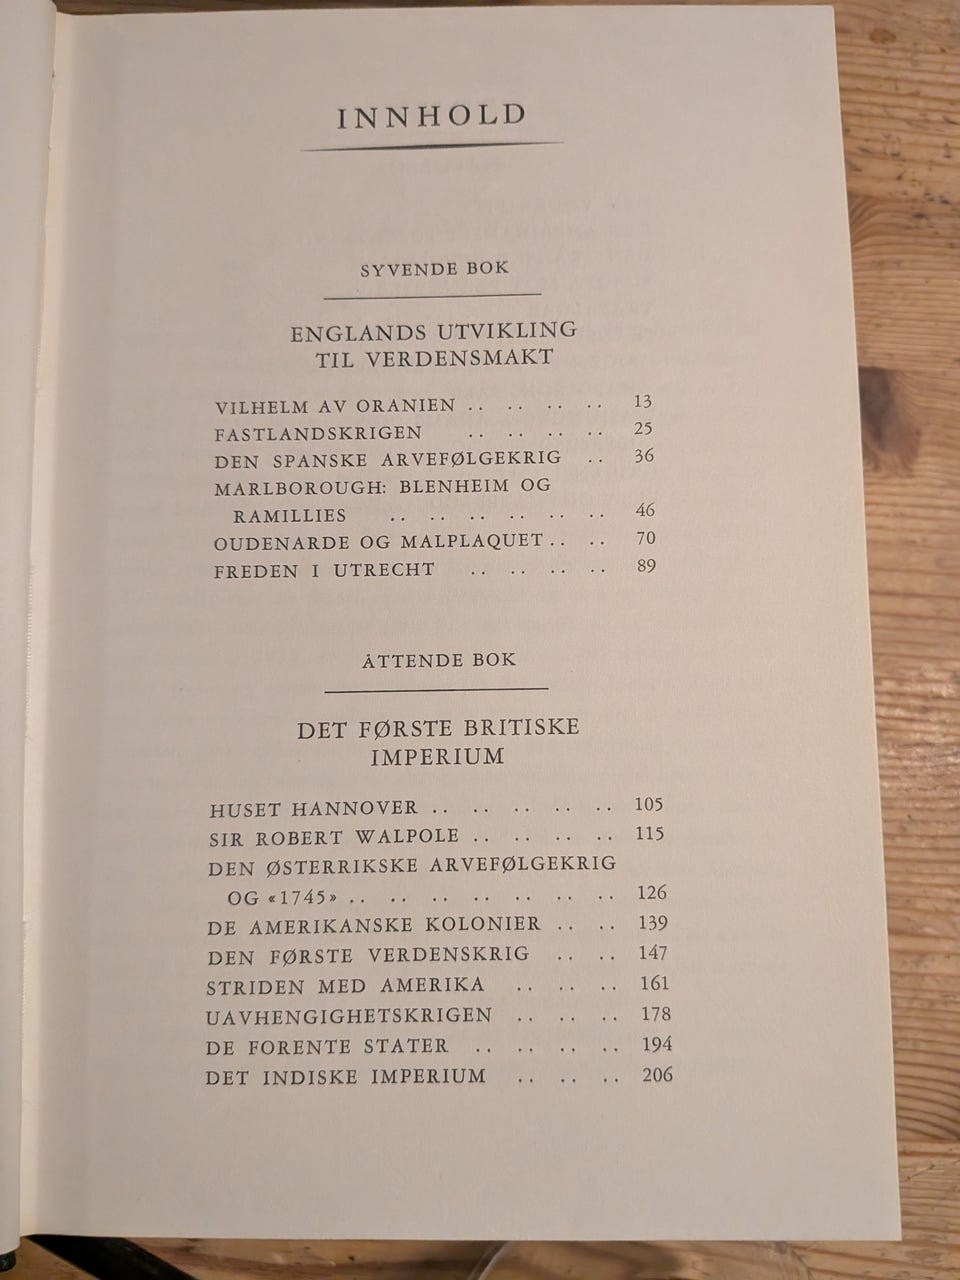 INNHOLD
SYVENDE BOK
ENGLANDS UTVIKLING
TIL VERDENSMAKT
VILHELM AV ORANIEN .. .. .. .. 13
FASTLANDSKRIGEN .. .. .. .. 25
DEN SPANSKE ARVEFØLGEKRIG .. 36
MARLBOROUGH: BLENHEIM OG
RAMILLIES .. .. .. .. .. .. 46
OUDENARDE OG MALPLAQUET .. .. 70
FREDEN I UTRECHT .. .. .. .. 89
ÅTTENDE BOK
DET FØRSTE BRITISKE
IMPERIUM
HUSET HANNOVER .. .. .. .. .. 105
SIR ROBERT WALPOLE .. .. .. .. 115
DEN ØSTERRIKSKE ARVEFØLGEKRIG
OG «1745» .. .. .. .. .. .. .. 126
DE AMERIKANSKE KOLONIER .. .. 139
DEN FØRSTE VERDENSKRIG .. .. 147
STRIDEN MED AMERIKA .. .. .. 161
UAVHENGIGHETSKRIGEN .. .. .. 178
DE FORENTE STATER .. .. .. .. 194
DET INDISKE IMPERIUM .. .. .. 206